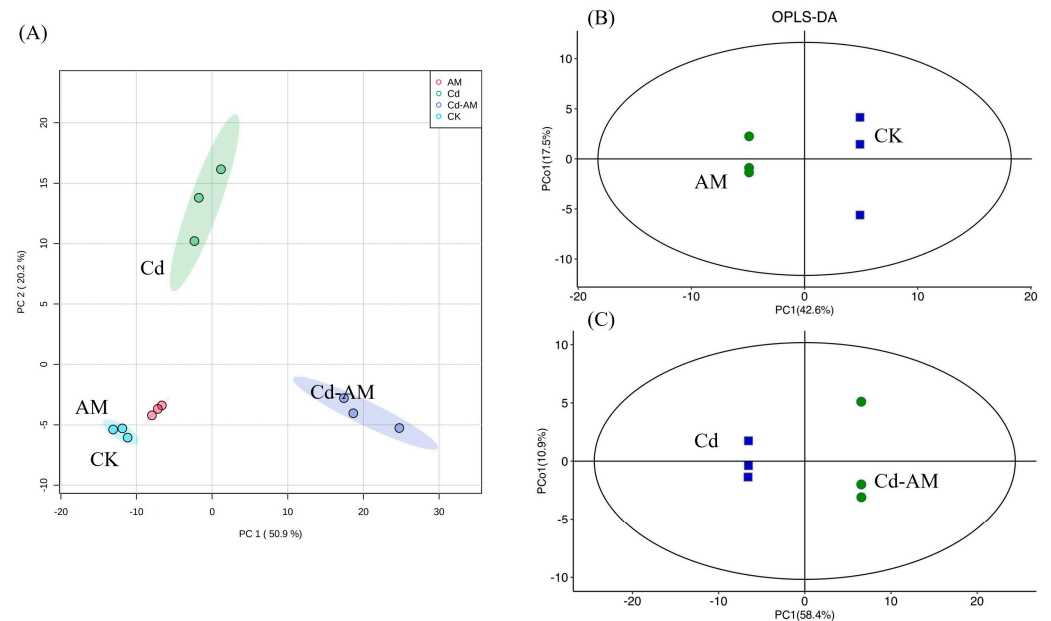 (A)
AM
Cd
Cd-AM
CK
20
15
10
5
0
-5
-10
PC 2 ( 20.2 %)
Cd
Cd-AM
AM
CK
-20
-10
0
10
20
30
PC 1 ( 50.9 %)
(B)
OPLS-DA
10
5
0
-5
-10
PCo1(17.5%)
CK
AM
-20
-10
0
10
20
PC1(42.6%)
(C)
10
5
0
-5
-10
PCo1(10.9%)
Cd
Cd-AM
-20
-10
0
10
20
PC1(58.4%)